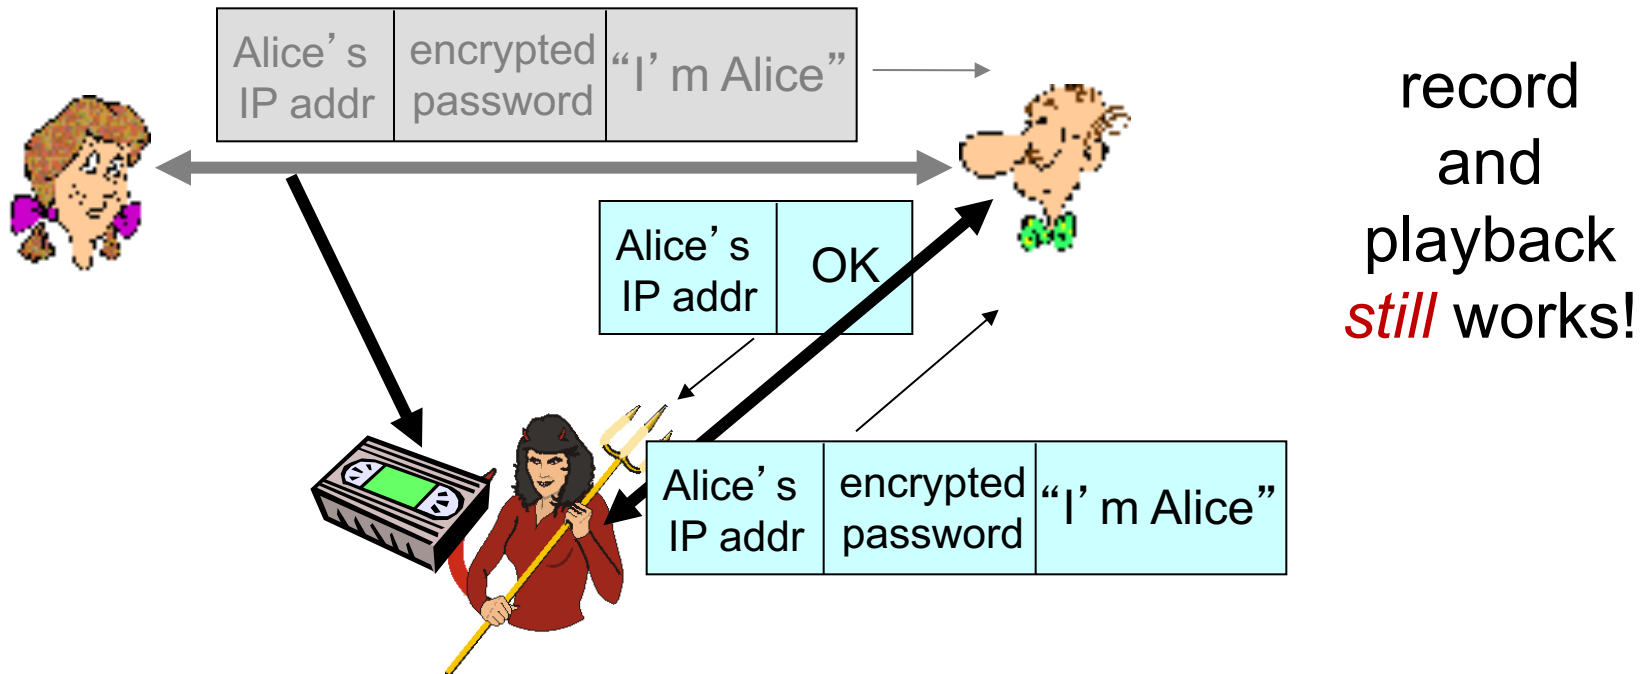 Alice’s
IP addr
encrypted
password
“I’m Alice”
record
and
playback
still works!
Alice’s
IP addr
OK
Alice’s
IP addr
encrypted
password
“I’m Alice”